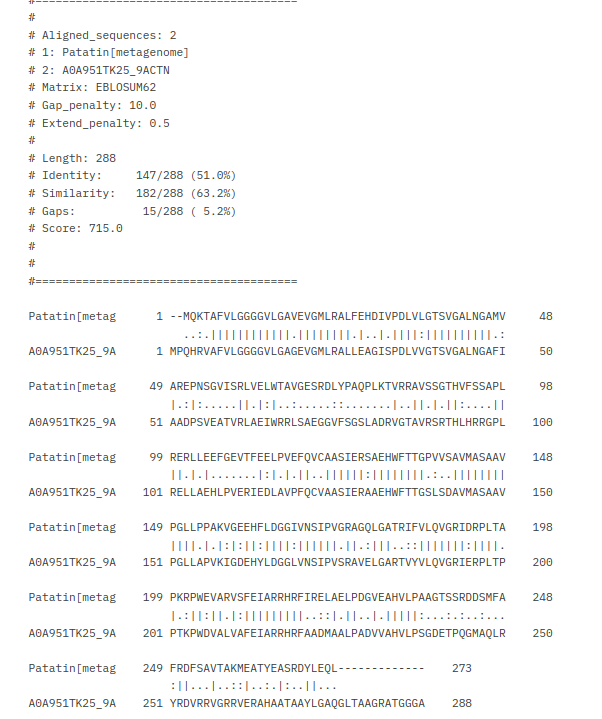 #=======================================
#
# Aligned_sequences: 2
# 1: Patatin[metagenome]
# 2: A0A951TK25_9ACTN
# Matrix: EBLOSUM62
# Gap_penalty: 10.0
# Extend_penalty: 0.5
#
# Length: 288
# Identity:     147/288 (51.0%)
# Similarity:   182/288 (63.2%)
# Gaps:          15/288 ( 5.2%)
# Score: 715.0
#
#
#=======================================
Patatin[metag      1 --MQKTAFVLGGGGVLGAVEVGMLRALFEHDIVPDLVLGTSVGALNGAMV     48
                       ..:.||||||||||||.||||||||.|..|.||||:||||||||||.:
A0A951TK25_9A      1 MPQHRVAFVLGGGGVLGAGEVGMLRALLEAGISPDLVVGTSVGALNGAFI     50
Patatin[metag     49 AREPNSGVISRLVELWTAVGESRDLYPAQPLKTVRRAVSSGTHVFSSAPL     98
                     |.:|:.....||.|:|..:.....::.......|..||.|.||:....||
A0A951TK25_9A     51 AADPSVEATVRLAEIWRRLSAEGGVFSGSLADRVGTAVRSRTHLHRRGPL    100
Patatin[metag     99 RERLLEEFGEVTFEELPVEFQVCAASIERSAEHWFTTGPVVSAVMASAAV    148
                     ||.|.|.......|:|.|.||..||||||:||||||||.:..||||||||
A0A951TK25_9A    101 RELLAEHLPVERIEDLAVPFQCVAASIERAAEHWFTTGSLSDAVMASAAV    150
Patatin[metag    149 PGLLPPAKVGEEHFLDGGIVNSIPVGRAGQLGATRIFVLQVGRIDRPLTA    198
                     ||||.|.|:|:||:||||:||||||.||.:|||..::|||||||:||||.
A0A951TK25_9A    151 PGLLAPVKIGDEHYLDGGLVNSIPVSRAVELGARTVYVLQVGRIERPLTP    200
Patatin[metag    199 PKRPWEVARVSFEIARRHRFIRELAELPDGVEAHVLPAAGTSSRDDSMFA    248
                     |.:||:||.|:|||||||||..::|.||..|.|||||:...:.:..:...
A0A951TK25_9A    201 PTKPWDVALVAFEIARRHRFAADMAALPADVVAHVLPSGDETPQGMAQLR    250
Patatin[metag    249 FRDFSAVTAKMEATYEASRDYLEQL-------------    273
                     :||...|..::|..:.|:..||...
A0A951TK25_9A    251 YRDVRRVGRRVERAHAATAAYLGAQGLTAAGRATGGGA    288